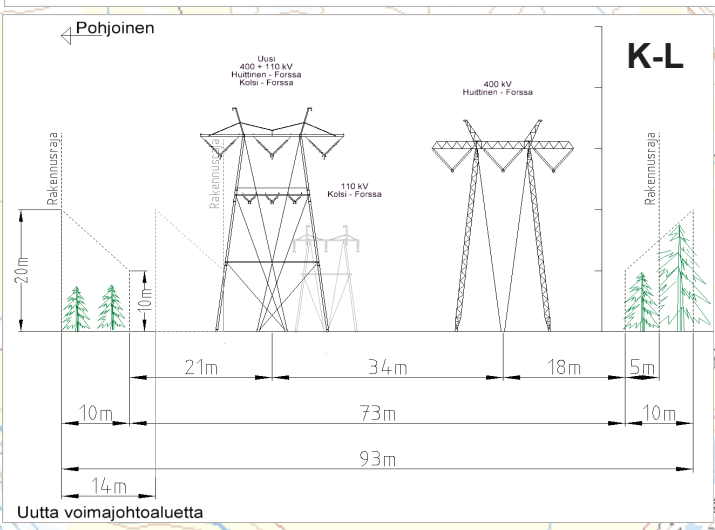 Pohjoinen
K-L
Uusi
400 + 110 kV
Huittinen - Forssa
Kolsi - Forssa
400 kV
Huittinen - Forssa
Rakennusraja
Rakennusraja
Rakennusraja
110 kV
Kolsi - Forssa
20m
10m
21m
34m
18m
5m
10m
73m
10m
93m
14m
Uutta voimajohtoaluetta